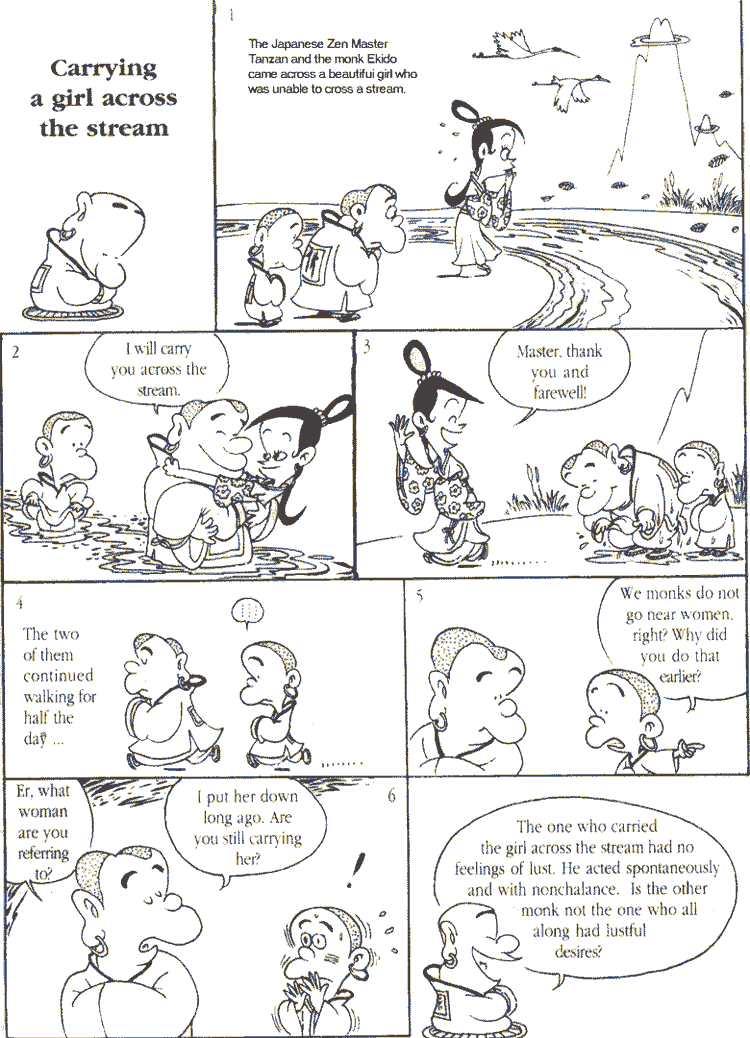 Carrying
a girl across
the stream
1
The Japanese Zen Master
Tanzan and the monk Ekido
came across a beautiful girl who
was unable to cross a stream.
2
I will carry
you across the
stream.
3
Master, thank
you and
farewell!
4
The two
of them
continued
walking for
half the
day ...
5
We monks do not
go near women,
right? Why did
you do that
earlier?
Er, what
woman
are you
referring
to?
I put her down
long ago. Are
you still carrying
her?
6
!
The one who carried
the girl across the stream had no
feelings of lust. He acted spontaneously
and with nonchalance. Is the other
monk not the one who all
along had lustful
desires?